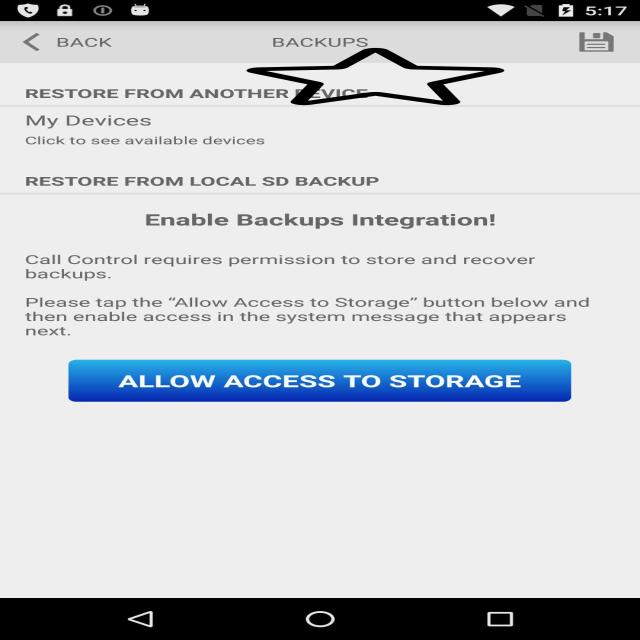 5:17
BACK
BACKUPS
RESTORE FROM ANOTHER DEVICE
My Devices
Click to see available devices
RESTORE FROM LOCAL SD BACKUP
Enable Backups Integration!
Call Control requires permission to store and recover
backups.
Please tap the “Allow Access to Storage” button below and
then enable access in the system message that appears
next.
ALLOW ACCESS TO STORAGE